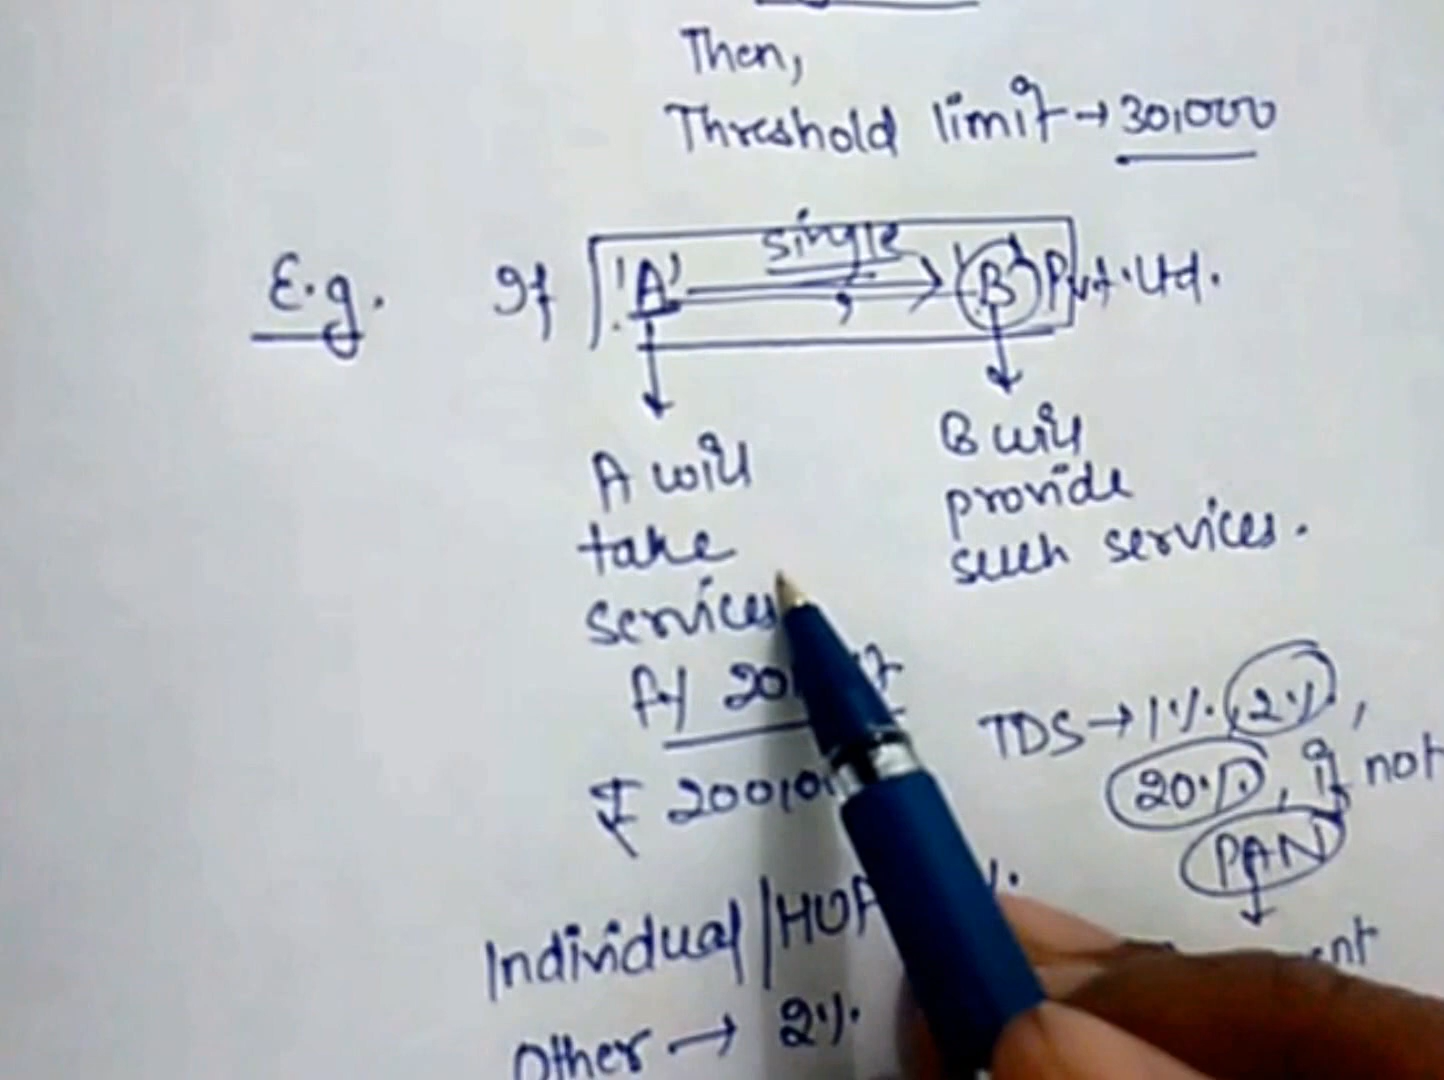 Then,
Threshold limit → 30,000
E.g. If 'A' single 'B' Pvt. Ltd.
A will
take
services
B will
provide
such services.
FY
TDS → 1%, 2%,
20%, if not
PAN
₹
Individual / HUF
Other → 2%